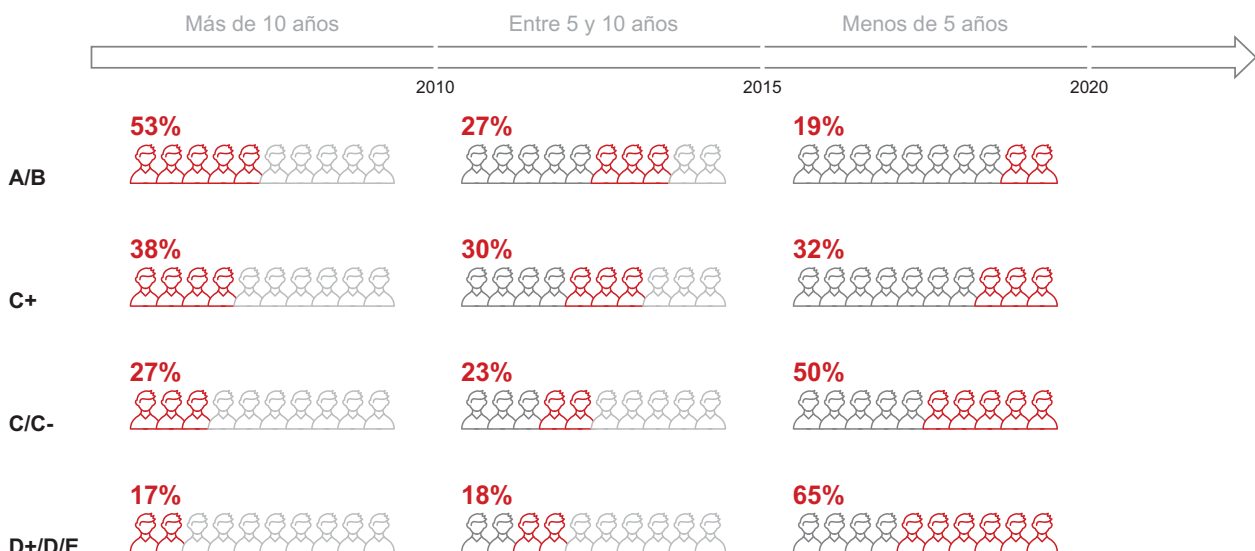 Más de 10 años Entre 5 y 10 años Menos de 5 años
2010 2015 2020
53% 27% 19%
A/B
38% 30% 32%
C+
27% 23% 50%
C/C-
17% 18% 65%
D+/D/E